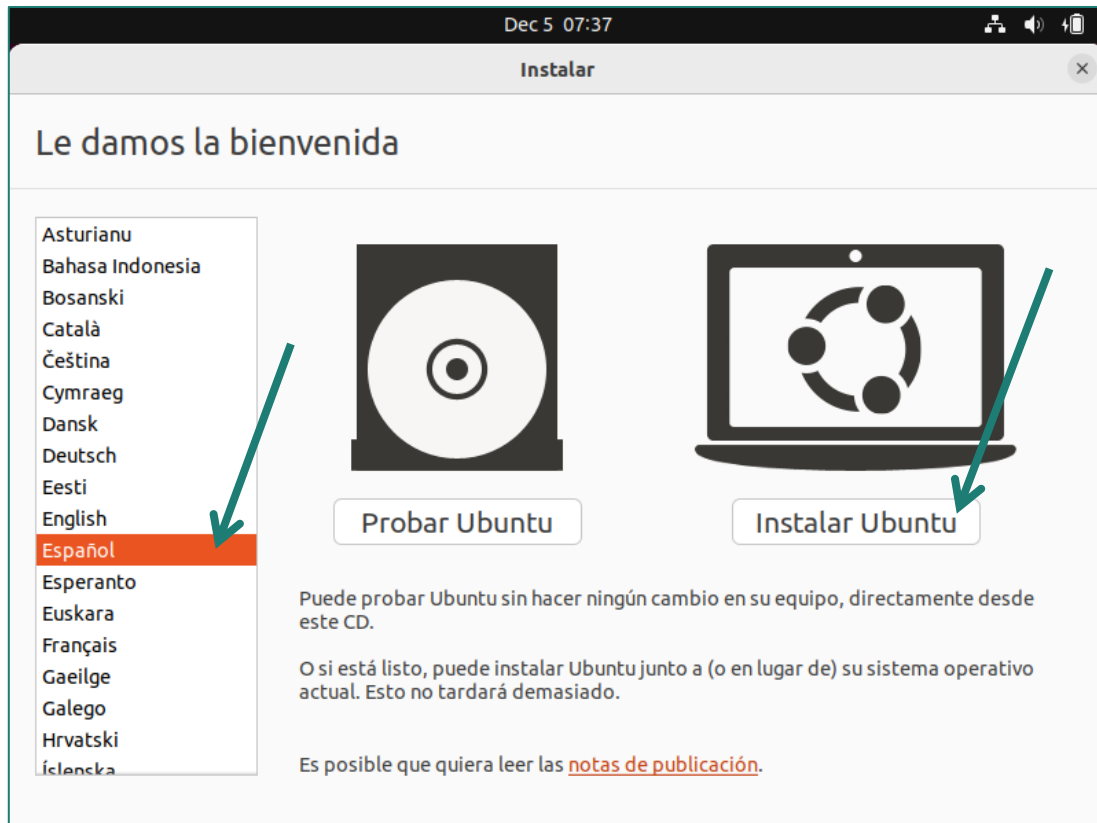 Dec 5 07:37
Instalar
Le damos la bienvenida
Asturianu
Bahasa Indonesia
Bosanski
Català
Čeština
Cymraeg
Dansk
Deutsch
Eesti
English
Español
Esperanto
Euskara
Français
Gaeilge
Galego
Hrvatski
Íslenska
Probar Ubuntu
Instalar Ubuntu
Puede probar Ubuntu sin hacer ningún cambio en su equipo, directamente desde
este CD.
O si está listo, puede instalar Ubuntu junto a (o en lugar de) su sistema operativo
actual. Esto no tardará demasiado.
Es posible que quiera leer las notas de publicación.